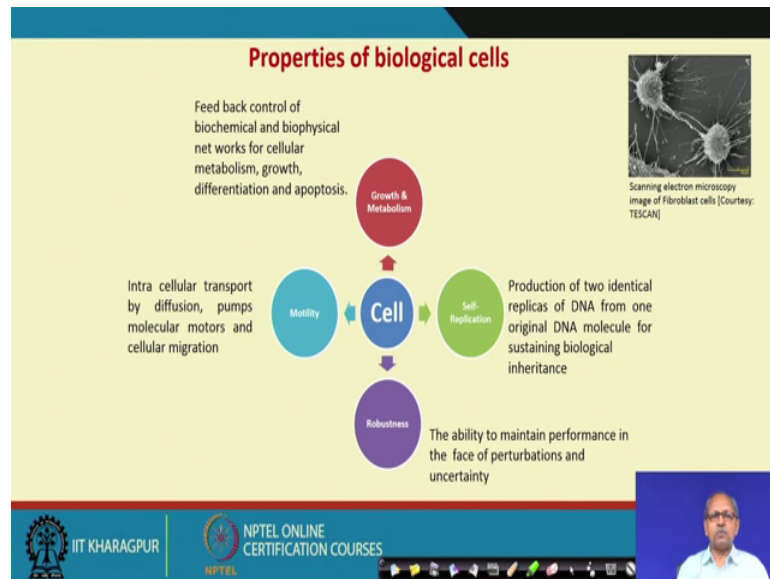 Properties of biological cells
Feed back control of
biochemical and biophysical
net works for cellular
metabolism, growth,
differentiation and apoptosis.
Growth &
Metabolism
Scanning electron microscopy
image of Fibroblast cells [Courtesy:
TESCAN]
Intra cellular transport
by diffusion, pumps
molecular motors and
cellular migration
Motility
Cell
Self-
Replication
Production of two identical
replicas of DNA from one
original DNA molecule for
sustaining biological
inheritance
Robustness
The ability to maintain performance in
the face of perturbations and
uncertainty
IIT KHARAGPUR
NPTEL
NPTEL ONLINE
CERTIFICATION COURSES